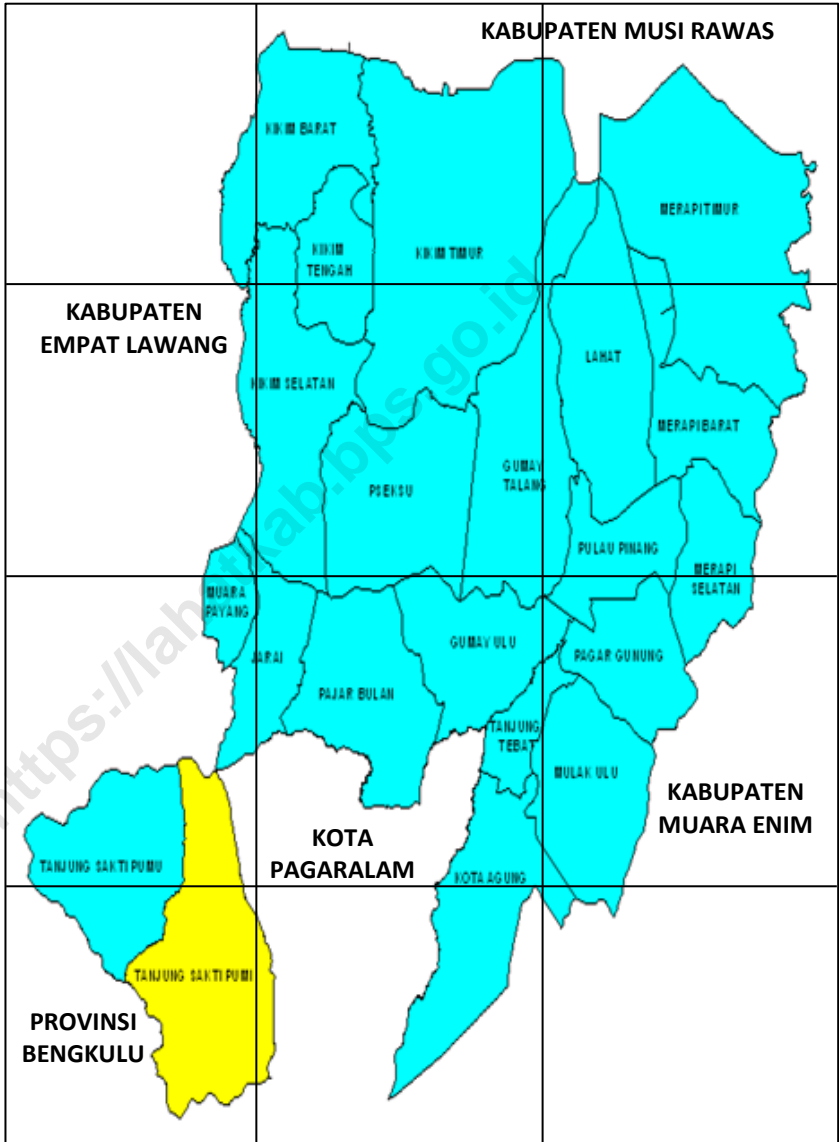 KABUPATEN MUSI RAWAS
KIKIM BARAT
MERAPI TIMUR
KIKIM
TENGAH
KIKIM TIMUR
KABUPATEN
EMPAT LAWANG
LAHAT
KIKIM SELATAN
MERAPI BARAT
GUMAY
TALANG
PSEKSU
PULAU PINANG
MERAPI
SELATAN
MUARA
PAYANG
GUMAY ULU
JARAI
PAGAR GUNUNG
PAJAR BULAN
TANJUNG
TEBAT
MULAK ULU
KABUPATEN
MUARA ENIM
KOTA
PAGARALAM
TANJUNG SAKTI PUMU
KOTA AGUNG
TANJUNG SAKTI PUMI
PROVINSI
BENGKULU
https://lahatkab.bps.go.id